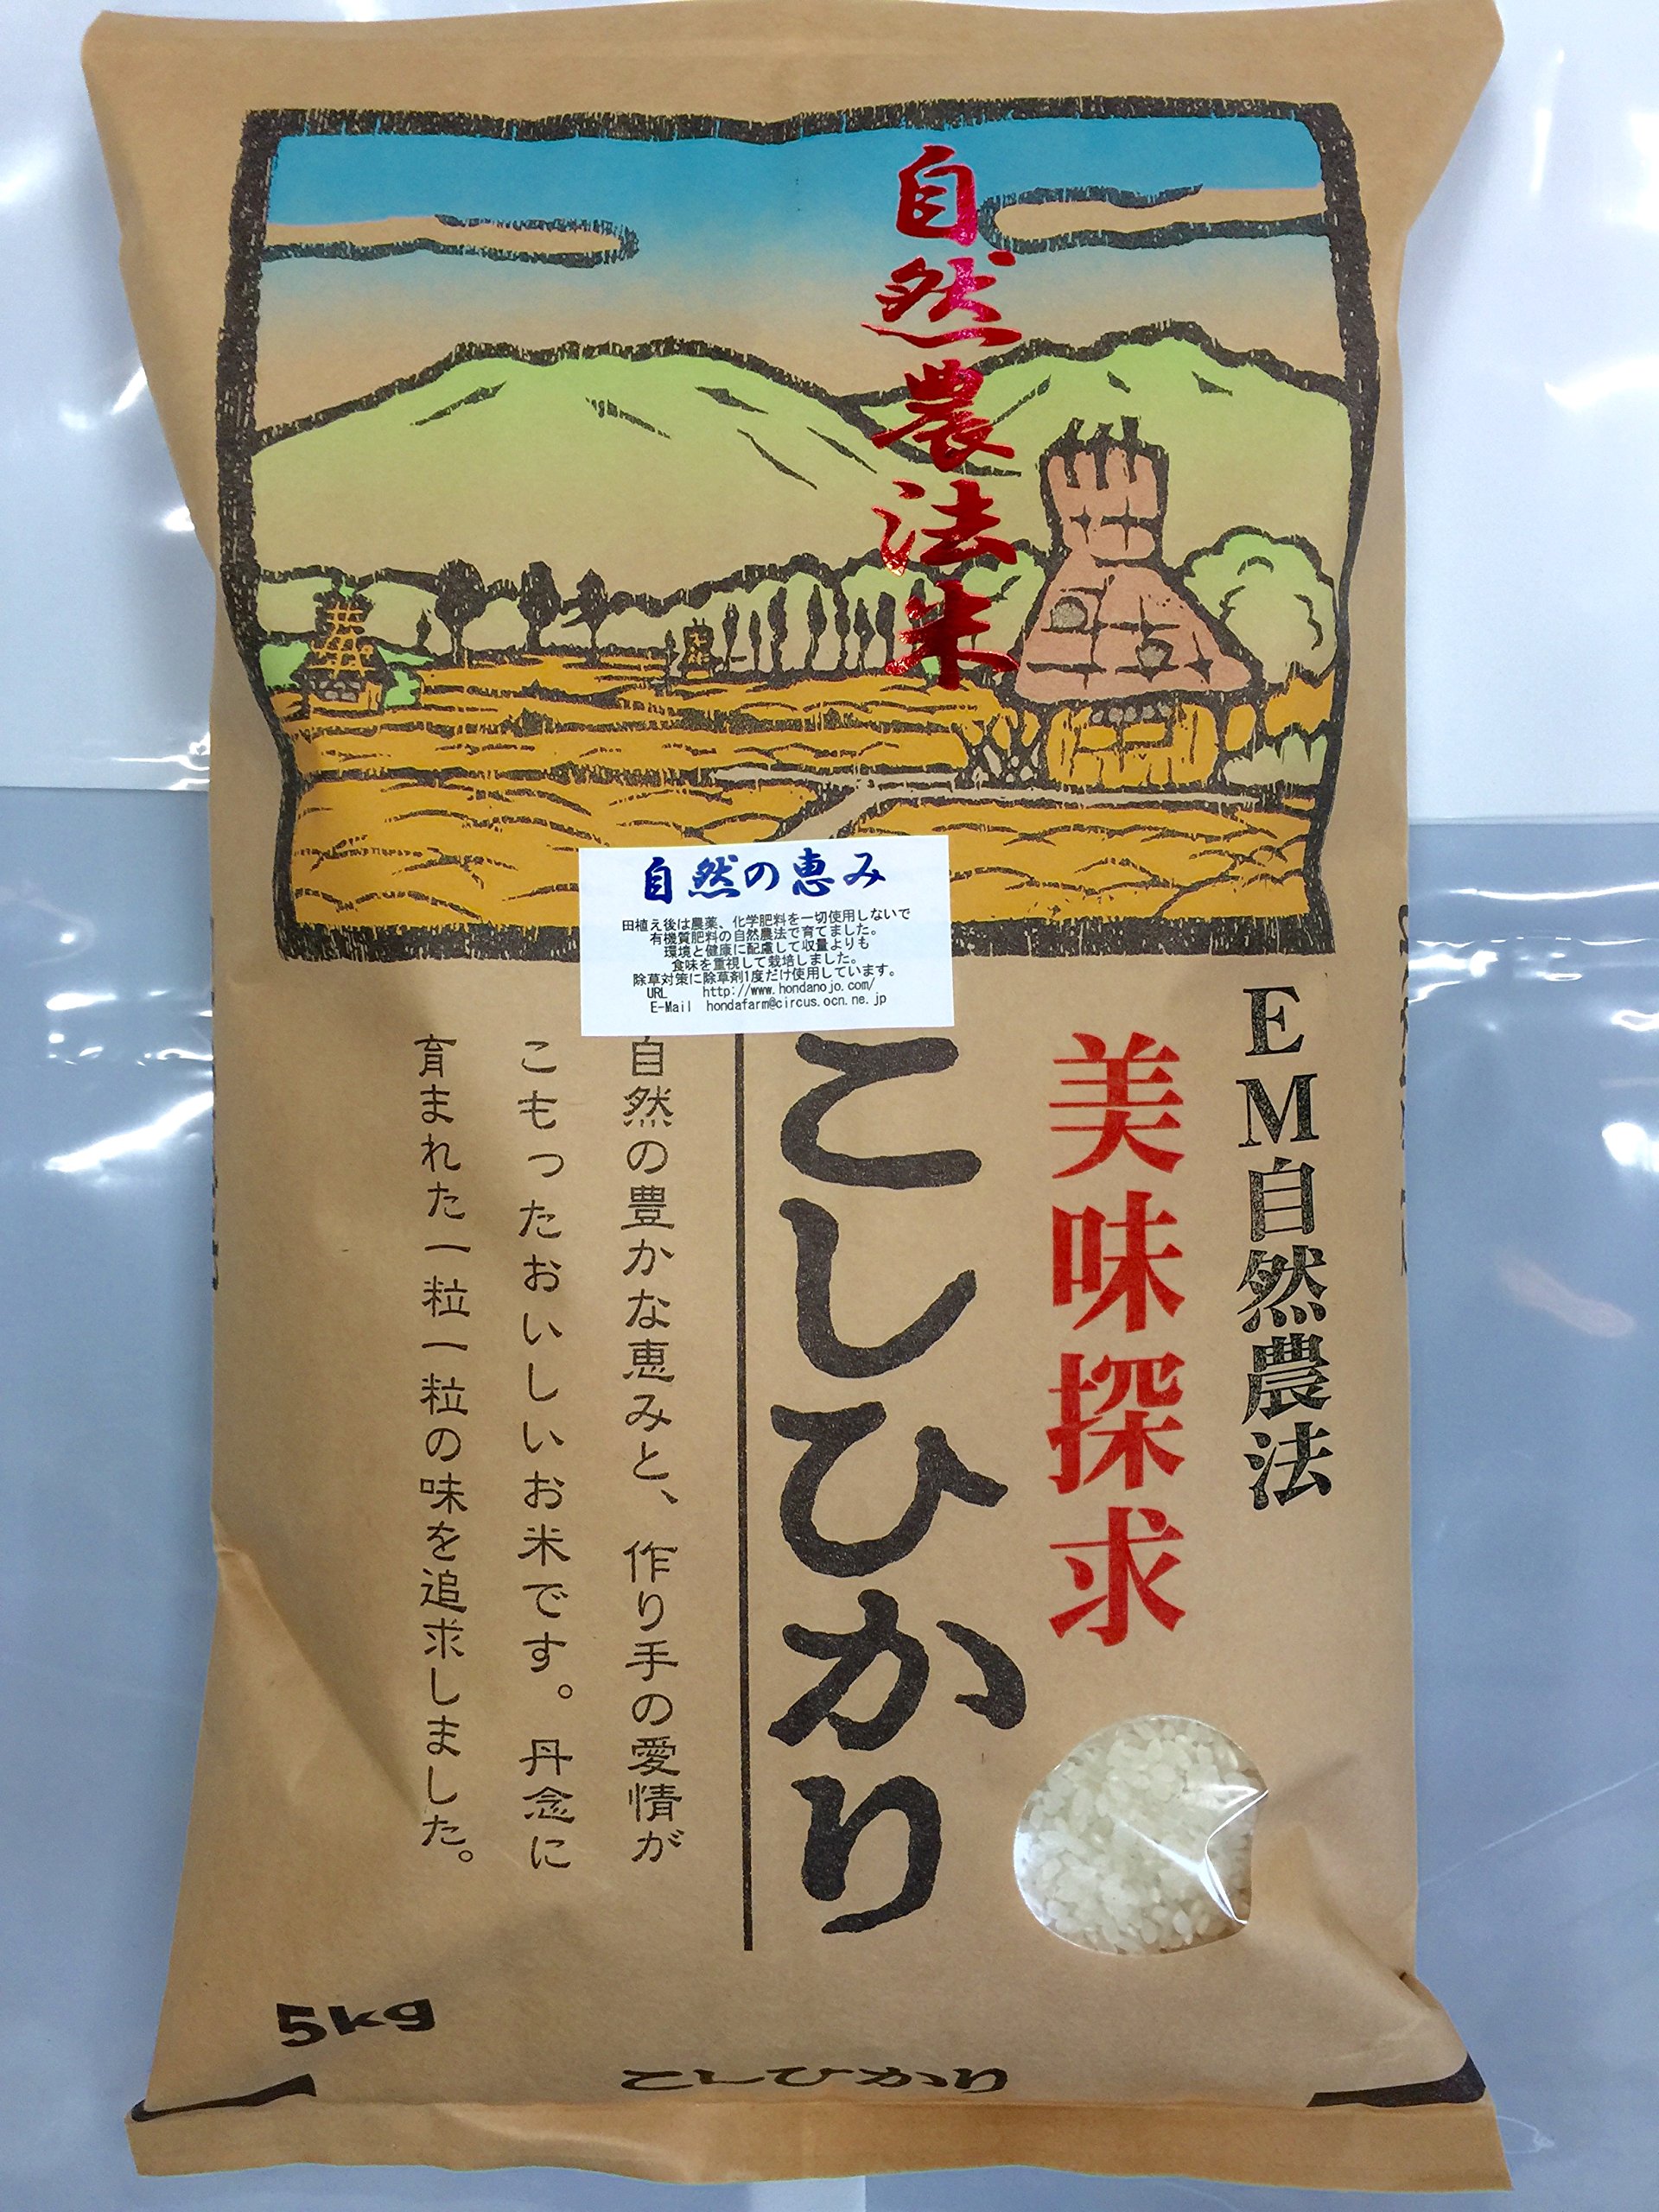 自然農法米
自然の恵み
田植え後は農薬、化学肥料を一切使用しないで
有機質肥料の自然農法で育てました。
環境と健康に配慮して収量よりも
食味を重視して栽培しました。
除草対策に除草剤1度だけ使用しています。
URL http://www.hondanojo.com/
E-Mail hondafarm@circus.ocn.ne.jp
EM自然農法
美味探求
こしひかり
自然の豊かな恵みと、作り手の愛情が
こもったおいしいお米です。丹念に
育まれた一粒一粒の味を追求しました。
5kg
こしひかり